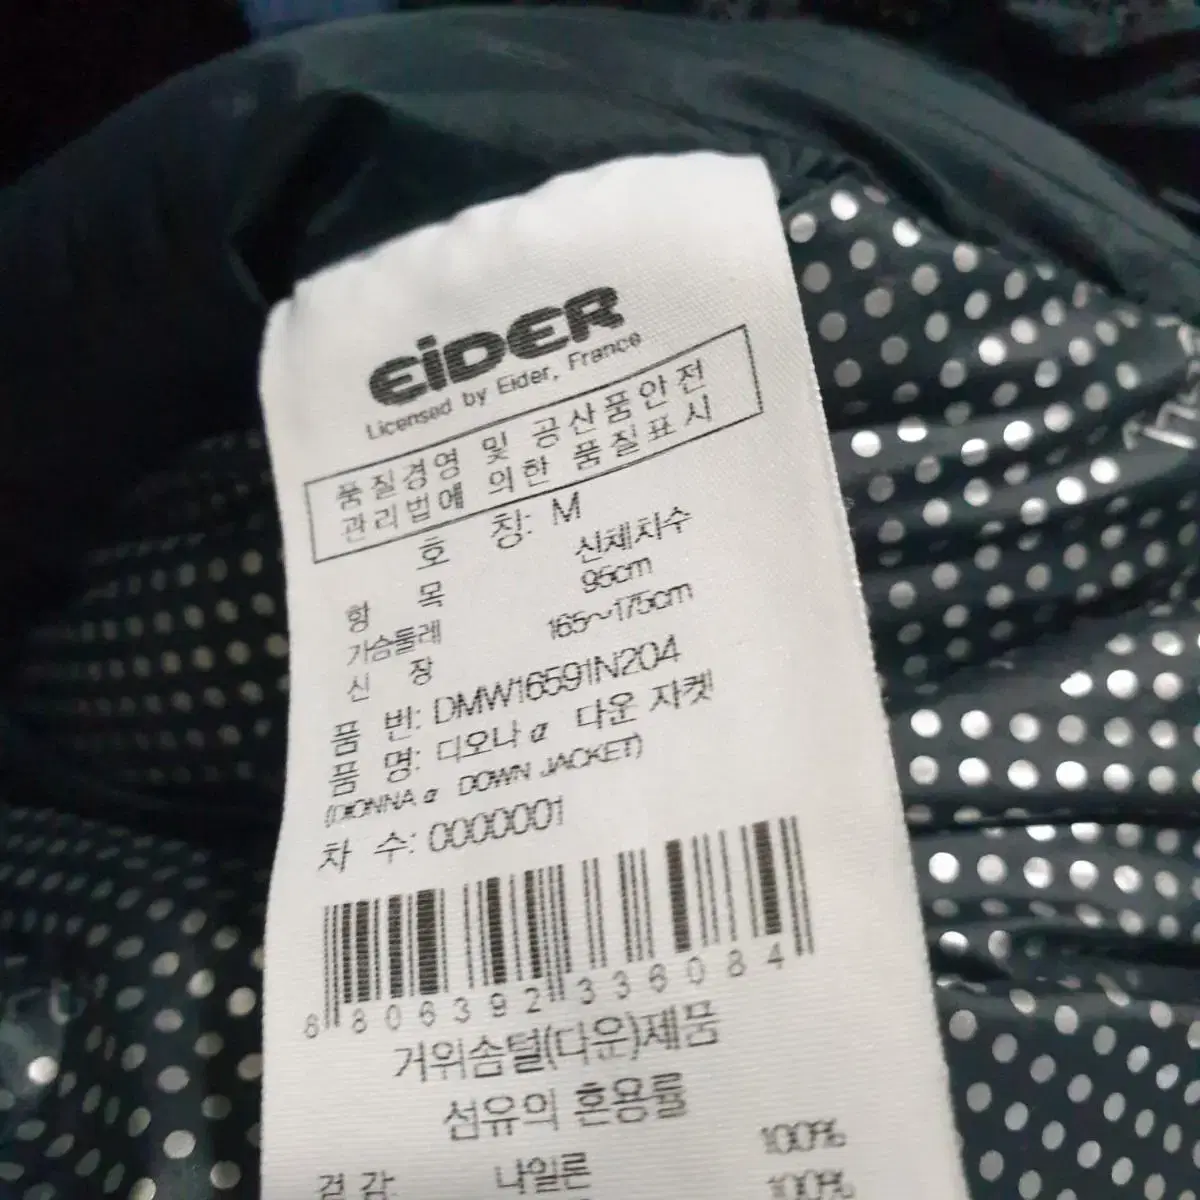 EiDER
Licensed by Eider, France
품질경영 및 공산품안전
관리법에 의한 품질표시
호 칭: M
항 목 신체치수
가슴둘레 95cm
신 장 165~175cm
품 번: DMW16591N204
품 명: 디오나 α 다운 자켓
(DIONNA α DOWN JACKET)
차 수: 0000001
8 806392 336084
거위솜털(다운)제품
섬유의 혼용률
겉감: 나일론 100%
100%